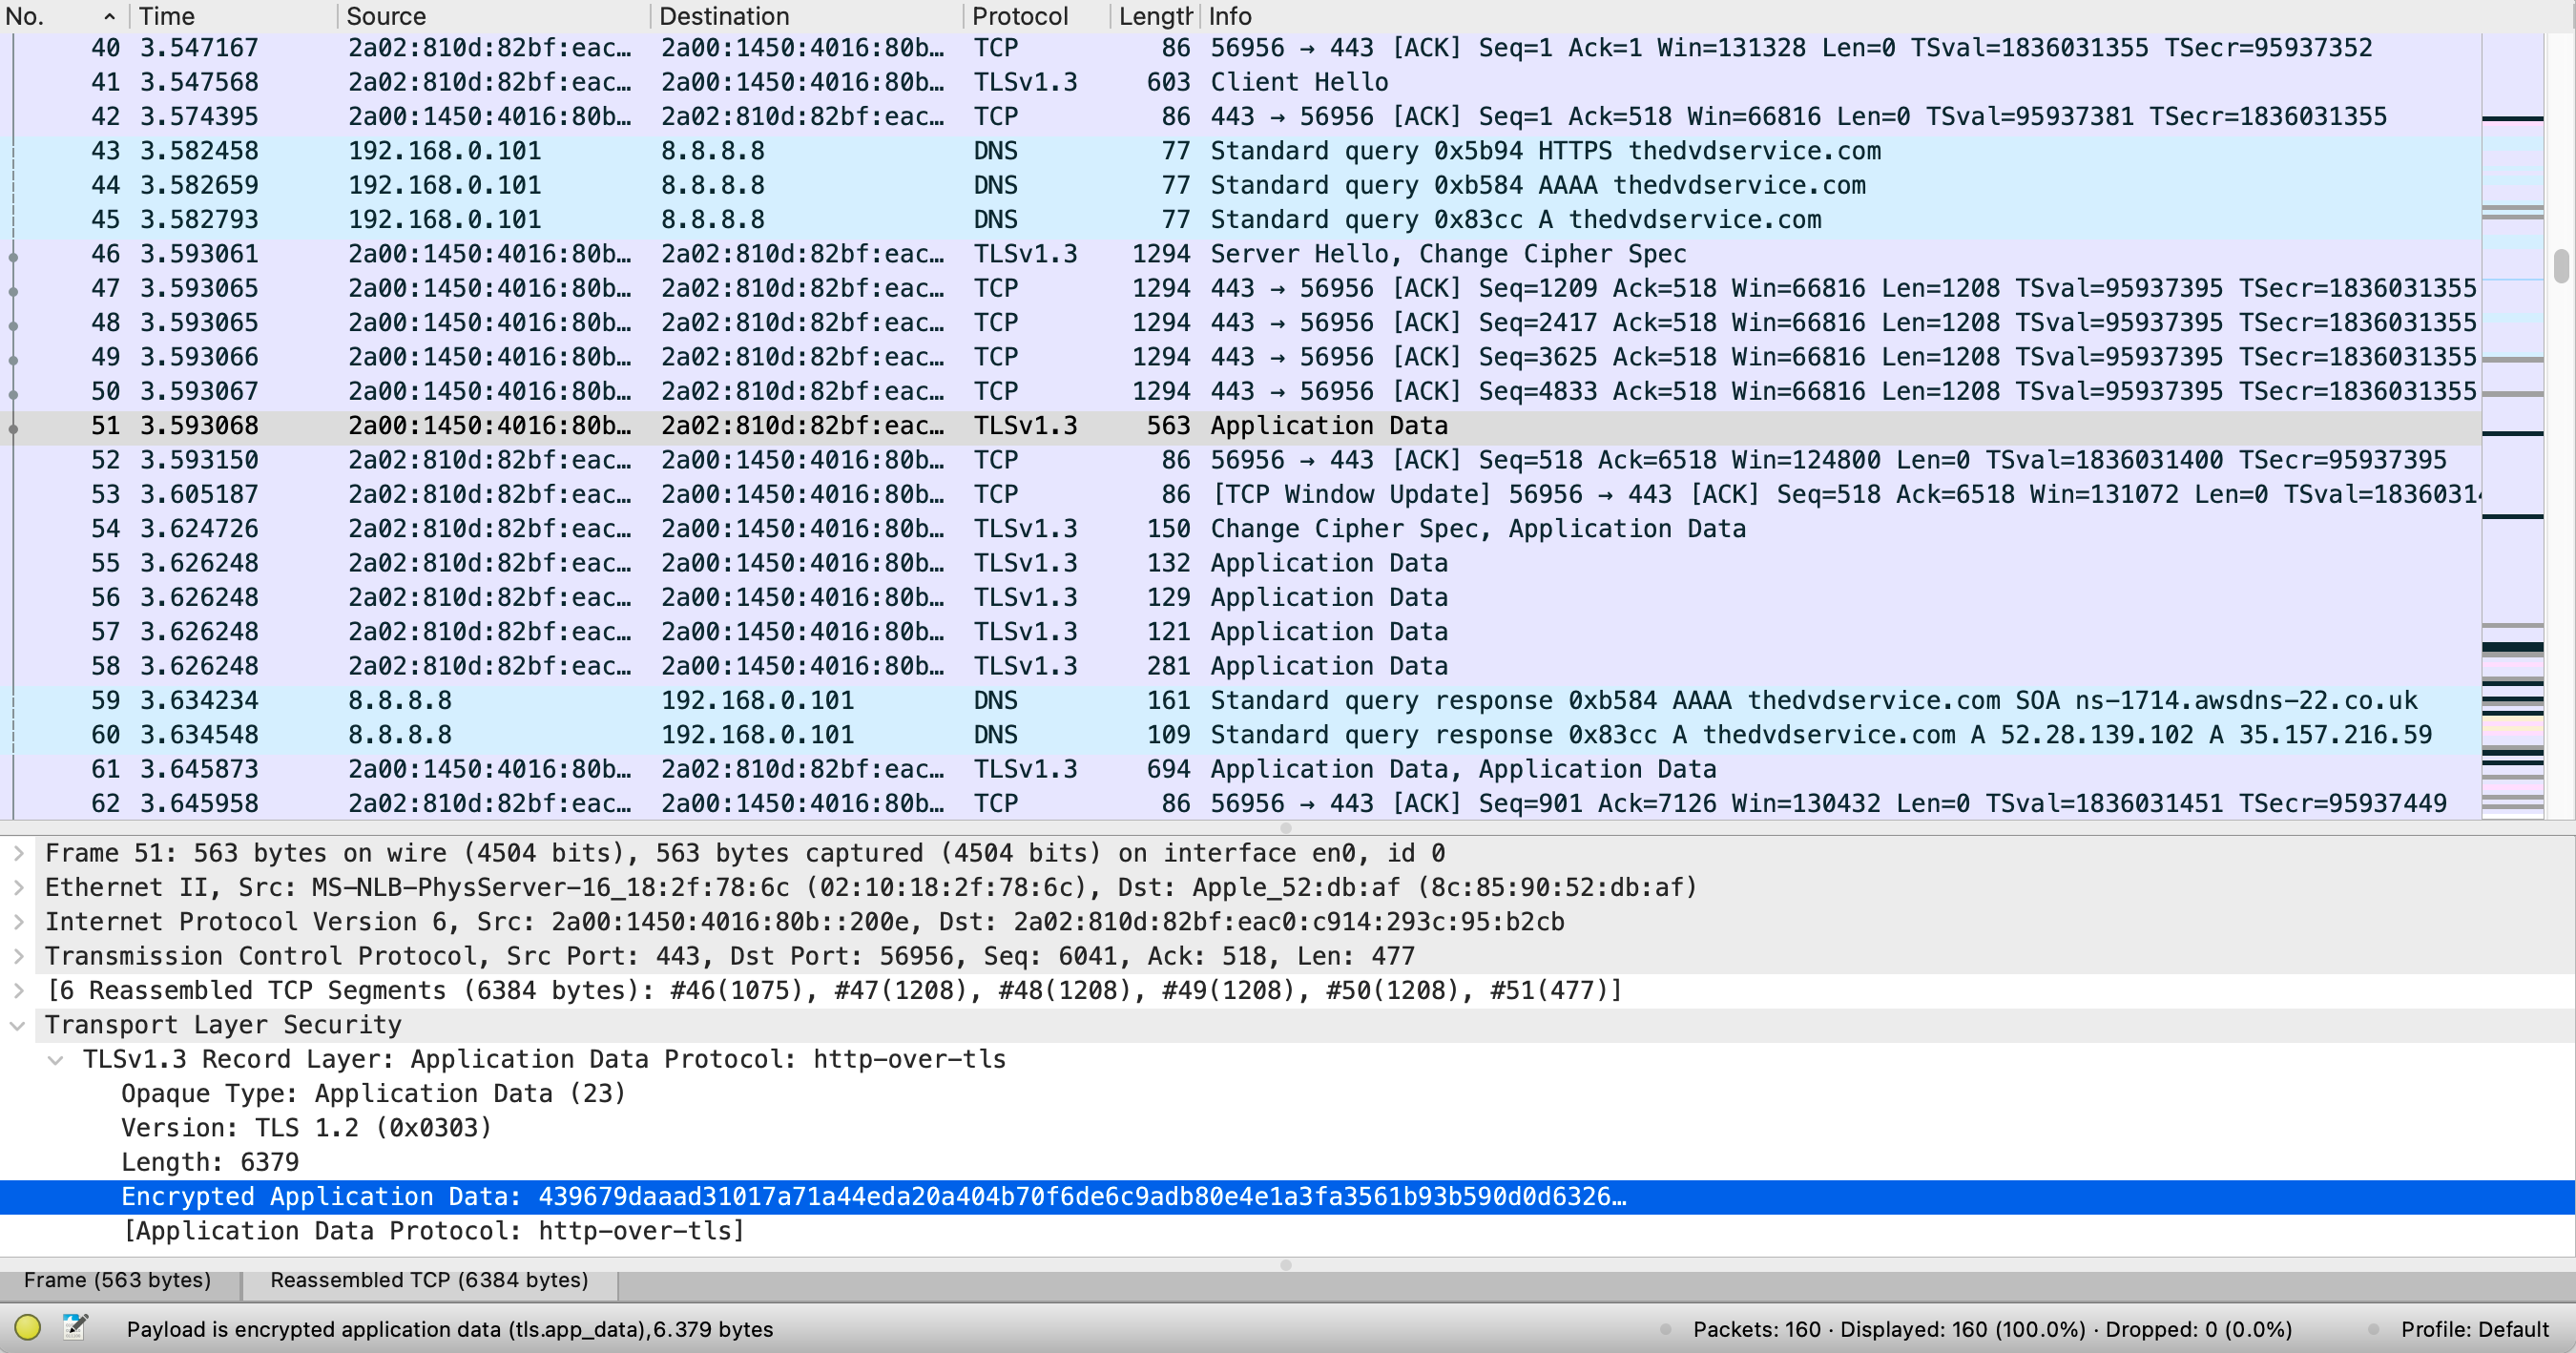 No. Time Source Destination Protocol Length Info
40 3.547167 2a02:810d:82bf:eac… 2a00:1450:4016:80b… TCP 86 56956 → 443 [ACK] Seq=1 Ack=1 Win=131328 Len=0 TSval=1836031355 TSecr=95937352
41 3.547568 2a02:810d:82bf:eac… 2a00:1450:4016:80b… TLSv1.3 603 Client Hello
42 3.574395 2a00:1450:4016:80b… 2a02:810d:82bf:eac… TCP 86 443 → 56956 [ACK] Seq=1 Ack=518 Win=66816 Len=0 TSval=95937381 TSecr=1836031355
43 3.582458 192.168.0.101 8.8.8.8 DNS 77 Standard query 0x5b94 HTTPS thedvdservice.com
44 3.582659 192.168.0.101 8.8.8.8 DNS 77 Standard query 0xb584 AAAA thedvdservice.com
45 3.582793 192.168.0.101 8.8.8.8 DNS 77 Standard query 0x83cc A thedvdservice.com
46 3.593061 2a00:1450:4016:80b… 2a02:810d:82bf:eac… TLSv1.3 1294 Server Hello, Change Cipher Spec
47 3.593065 2a00:1450:4016:80b… 2a02:810d:82bf:eac… TCP 1294 443 → 56956 [ACK] Seq=1209 Ack=518 Win=66816 Len=1208 TSval=95937395 TSecr=1836031355
48 3.593065 2a00:1450:4016:80b… 2a02:810d:82bf:eac… TCP 1294 443 → 56956 [ACK] Seq=2417 Ack=518 Win=66816 Len=1208 TSval=95937395 TSecr=1836031355
49 3.593066 2a00:1450:4016:80b… 2a02:810d:82bf:eac… TCP 1294 443 → 56956 [ACK] Seq=3625 Ack=518 Win=66816 Len=1208 TSval=95937395 TSecr=1836031355
50 3.593067 2a00:1450:4016:80b… 2a02:810d:82bf:eac… TCP 1294 443 → 56956 [ACK] Seq=4833 Ack=518 Win=66816 Len=1208 TSval=95937395 TSecr=1836031355
51 3.593068 2a00:1450:4016:80b… 2a02:810d:82bf:eac… TLSv1.3 563 Application Data
52 3.593150 2a02:810d:82bf:eac… 2a00:1450:4016:80b… TCP 86 56956 → 443 [ACK] Seq=518 Ack=6518 Win=124800 Len=0 TSval=1836031400 TSecr=95937395
53 3.605187 2a02:810d:82bf:eac… 2a00:1450:4016:80b… TCP 86 [TCP Window Update] 56956 → 443 [ACK] Seq=518 Ack=6518 Win=131072 Len=0 TSval=1836031
54 3.624726 2a02:810d:82bf:eac… 2a00:1450:4016:80b… TLSv1.3 150 Change Cipher Spec, Application Data
55 3.626248 2a02:810d:82bf:eac… 2a00:1450:4016:80b… TLSv1.3 132 Application Data
56 3.626248 2a02:810d:82bf:eac… 2a00:1450:4016:80b… TLSv1.3 129 Application Data
57 3.626248 2a02:810d:82bf:eac… 2a00:1450:4016:80b… TLSv1.3 121 Application Data
58 3.626248 2a02:810d:82bf:eac… 2a00:1450:4016:80b… TLSv1.3 281 Application Data
59 3.634234 8.8.8.8 192.168.0.101 DNS 161 Standard query response 0xb584 AAAA thedvdservice.com SOA ns-1714.awsdns-22.co.uk
60 3.634548 8.8.8.8 192.168.0.101 DNS 109 Standard query response 0x83cc A thedvdservice.com A 52.28.139.102 A 35.157.216.59
61 3.645873 2a00:1450:4016:80b… 2a02:810d:82bf:eac… TLSv1.3 694 Application Data, Application Data
62 3.645958 2a02:810d:82bf:eac… 2a00:1450:4016:80b… TCP 86 56956 → 443 [ACK] Seq=901 Ack=7126 Win=130432 Len=0 TSval=1836031451 TSecr=95937449
Frame 51: 563 bytes on wire (4504 bits), 563 bytes captured (4504 bits) on interface en0, id 0
Ethernet II, Src: MS-NLB-PhysServer-16_18:2f:78:6c (02:10:18:2f:78:6c), Dst: Apple_52:db:af (8c:85:90:52:db:af)
Internet Protocol Version 6, Src: 2a00:1450:4016:80b::200e, Dst: 2a02:810d:82bf:eac0:c914:293c:95:b2cb
Transmission Control Protocol, Src Port: 443, Dst Port: 56956, Seq: 6041, Ack: 518, Len: 477
[6 Reassembled TCP Segments (6384 bytes): #46(1075), #47(1208), #48(1208), #49(1208), #50(1208), #51(477)]
Transport Layer Security
TLSv1.3 Record Layer: Application Data Protocol: http-over-tls
Opaque Type: Application Data (23)
Version: TLS 1.2 (0x0303)
Length: 6379
Encrypted Application Data: 439679daaad31017a71a44eda20a404b70f6de6c9adb80e4e1a3fa3561b93b590d0d6326…
[Application Data Protocol: http-over-tls]
Frame (563 bytes) Reassembled TCP (6384 bytes)
Payload is encrypted application data (tls.app_data),6.379 bytes Packets: 160 · Displayed: 160 (100.0%) · Dropped: 0 (0.0%) Profile: Default